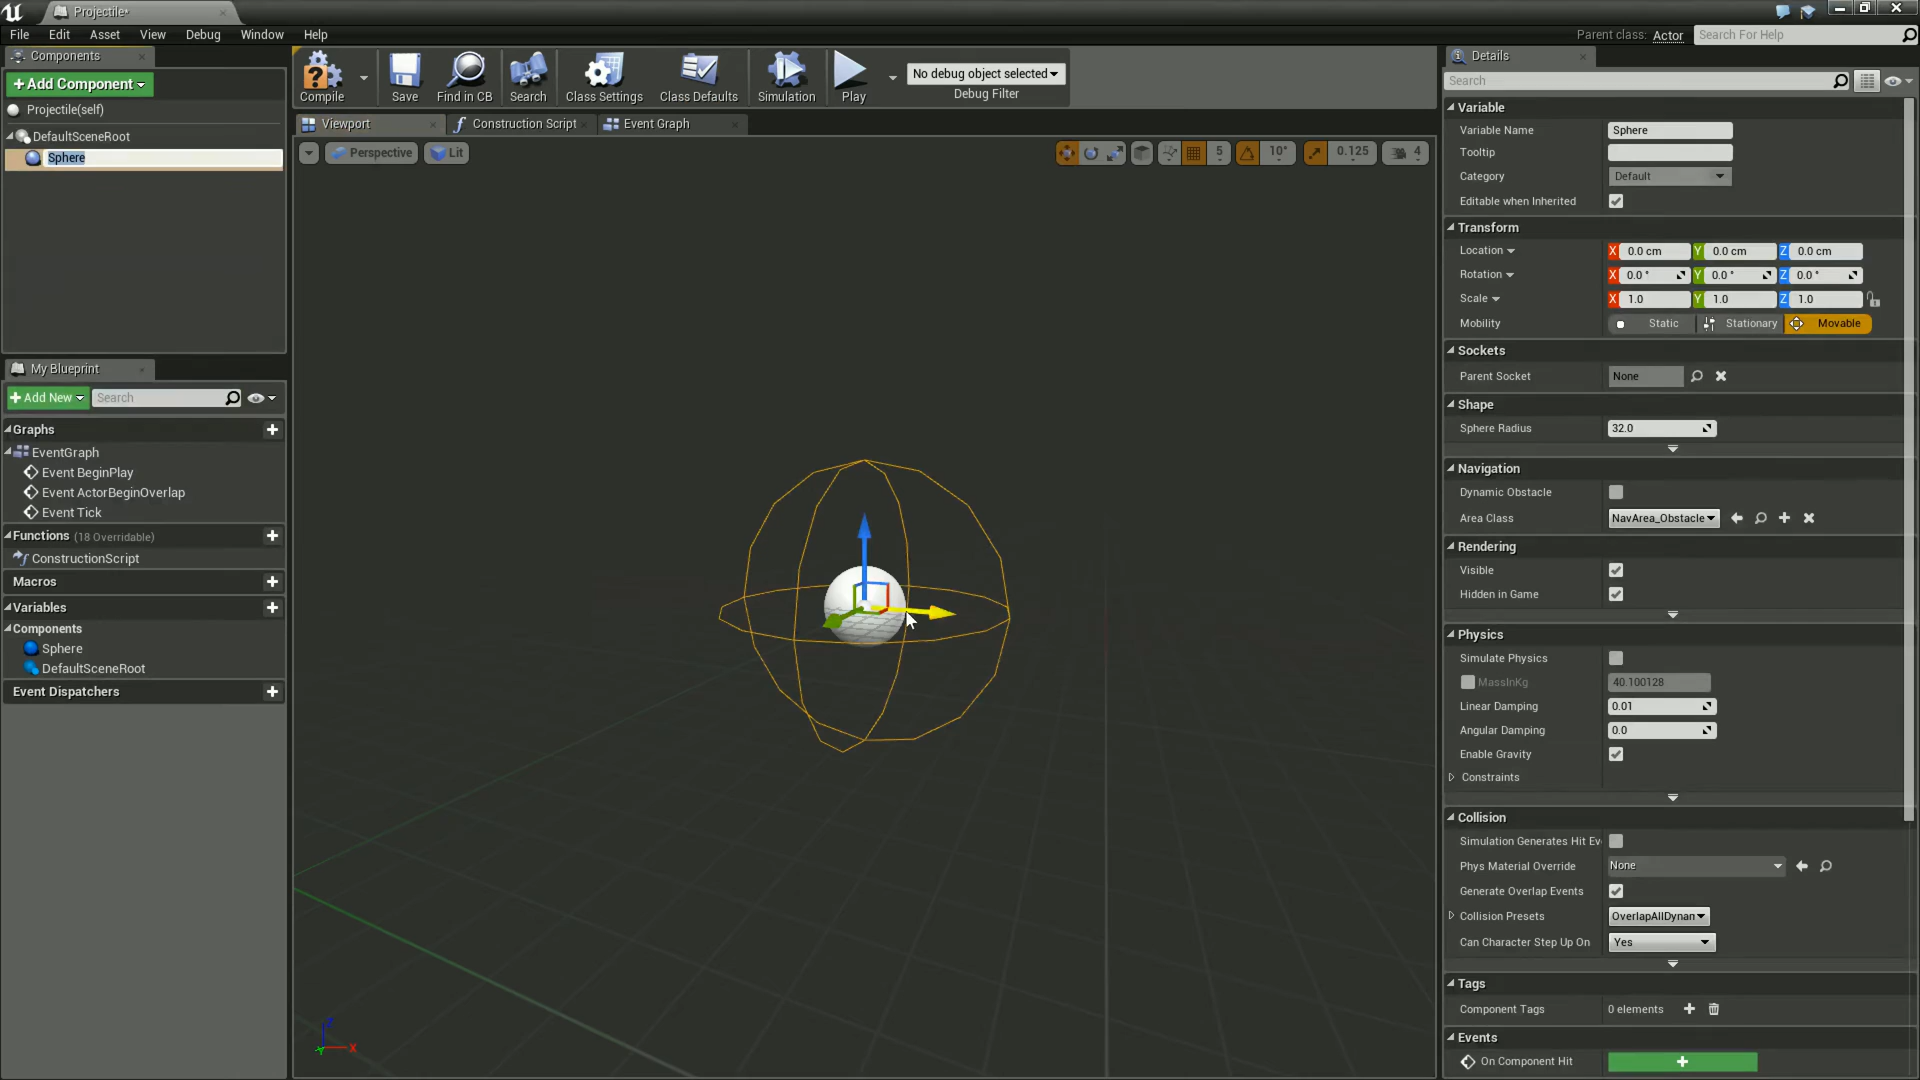 Projectile*
File Edit Asset View Debug Window Help
Parent class: Actor Search For Help
Components
+ Add Component
Projectile(self)
DefaultSceneRoot
Sphere
Compile Save Find in CB Search Class Settings Class Defaults Simulation Play
No debug object selected
Debug Filter
Viewport Construction Script Event Graph
Perspective Lit 5 10° 0.125 4
X
My Blueprint
+ Add New Search
Graphs
EventGraph
Event BeginPlay
Event ActorBeginOverlap
Event Tick
Functions (18 Overridable)
ConstructionScript
Macros
Variables
Components
Sphere
DefaultSceneRoot
Event Dispatchers
Details
Search
Variable
Variable Name Sphere
Tooltip
Category Default
Editable when Inherited
Transform
Location X 0.0 cm Y 0.0 cm Z 0.0 cm
Rotation X 0.0 ° Y 0.0 ° Z 0.0 °
Scale X 1.0 Y 1.0 Z 1.0
Mobility Static Stationary Movable
Sockets
Parent Socket None
Shape
Sphere Radius 32.0
Navigation
Dynamic Obstacle
Area Class NavArea_Obstacle
Rendering
Visible
Hidden in Game
Physics
Simulate Physics
MassInKg 40.100128
Linear Damping 0.01
Angular Damping 0.0
Enable Gravity
Constraints
Collision
Simulation Generates Hit Ev
Phys Material Override None
Generate Overlap Events
Collision Presets OverlapAllDynan
Can Character Step Up On Yes
Tags
Component Tags 0 elements
Events
On Component Hit +